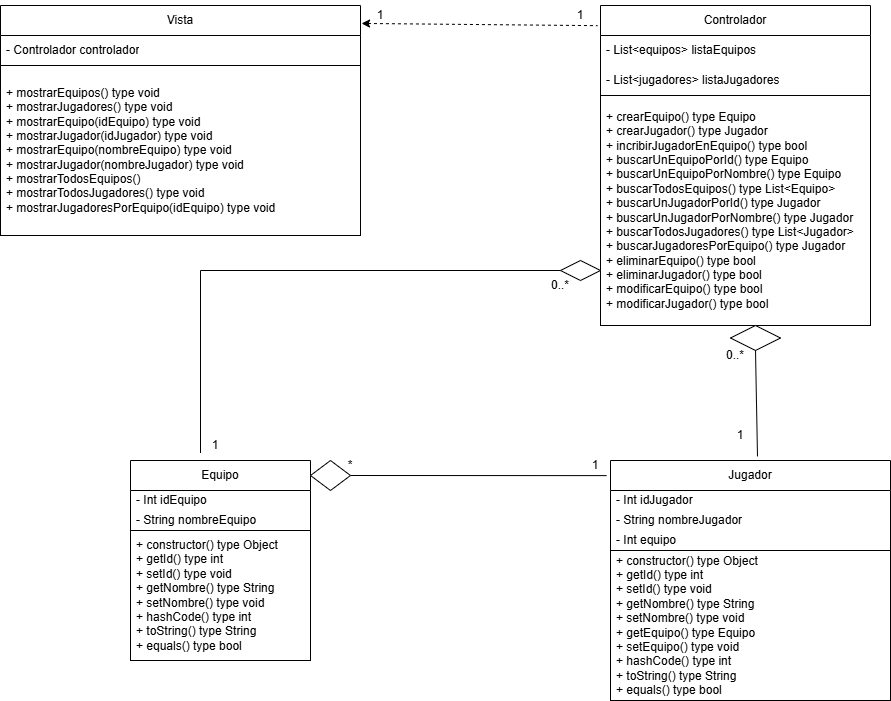 Vista
- Controlador controlador
+ mostrarEquipos() type void
+ mostrarJugadores() type void
+ mostrarEquipo(idEquipo) type void
+ mostrarJugador(idJugador) type void
+ mostrarEquipo(nombreEquipo) type void
+ mostrarJugador(nombreJugador) type void
+ mostrarTodosEquipos()
+ mostrarTodosJugadores() type void
+ mostrarJugadoresPorEquipo(idEquipo) type void
1
1
Controlador
- List<equipos> listaEquipos
- List<jugadores> listaJugadores
+ crearEquipo() type Equipo
+ crearJugador() type Jugador
+ incribirJugadorEnEquipo() type bool
+ buscarUnEquipoPorId() type Equipo
+ buscarUnEquipoPorNombre() type Equipo
+ buscarTodosEquipos() type List<Equipo>
+ buscarUnJugadorPorId() type Jugador
+ buscarUnJugadorPorNombre() type Jugador
+ buscarTodosJugadores() type List<Jugador>
+ buscarJugadoresPorEquipo() type Jugador
+ eliminarEquipo() type bool
+ eliminarJugador() type bool
+ modificarEquipo() type bool
+ modificarJugador() type bool
0..*
0..*
1
1
Equipo
- Int idEquipo
- String nombreEquipo
+ constructor() type Object
+ getId() type int
+ setId() type void
+ getNombre() type String
+ setNombre() type void
+ hashCode() type int
+ toString() type String
+ equals() type bool
*
1
Jugador
- Int idJugador
- String nombreJugador
- Int equipo
+ constructor() type Object
+ getId() type int
+ setId() type void
+ getNombre() type String
+ setNombre() type void
+ getEquipo() type Equipo
+ setEquipo() type void
+ hashCode() type int
+ toString() type String
+ equals() type bool